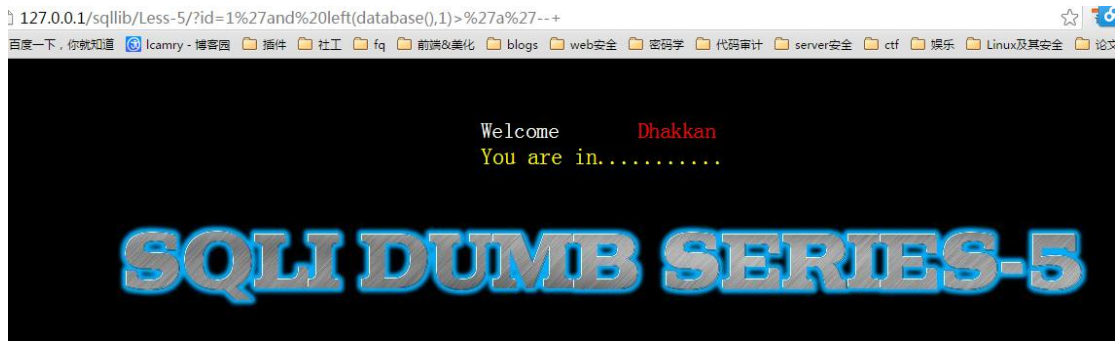 127.0.0.1/sqllib/Less-5/?id=1%27and%20left(database(),1)>%27a%27--+
百度一下，你就知道 lcamry - 博客园 插件 社工 fq 前端&美化 blogs web安全 密码学 代码审计 server安全 ctf 娱乐 Linux及其安全 论文
Welcome Dhakkan
You are in...........
SQLI DUMB SERIES-5